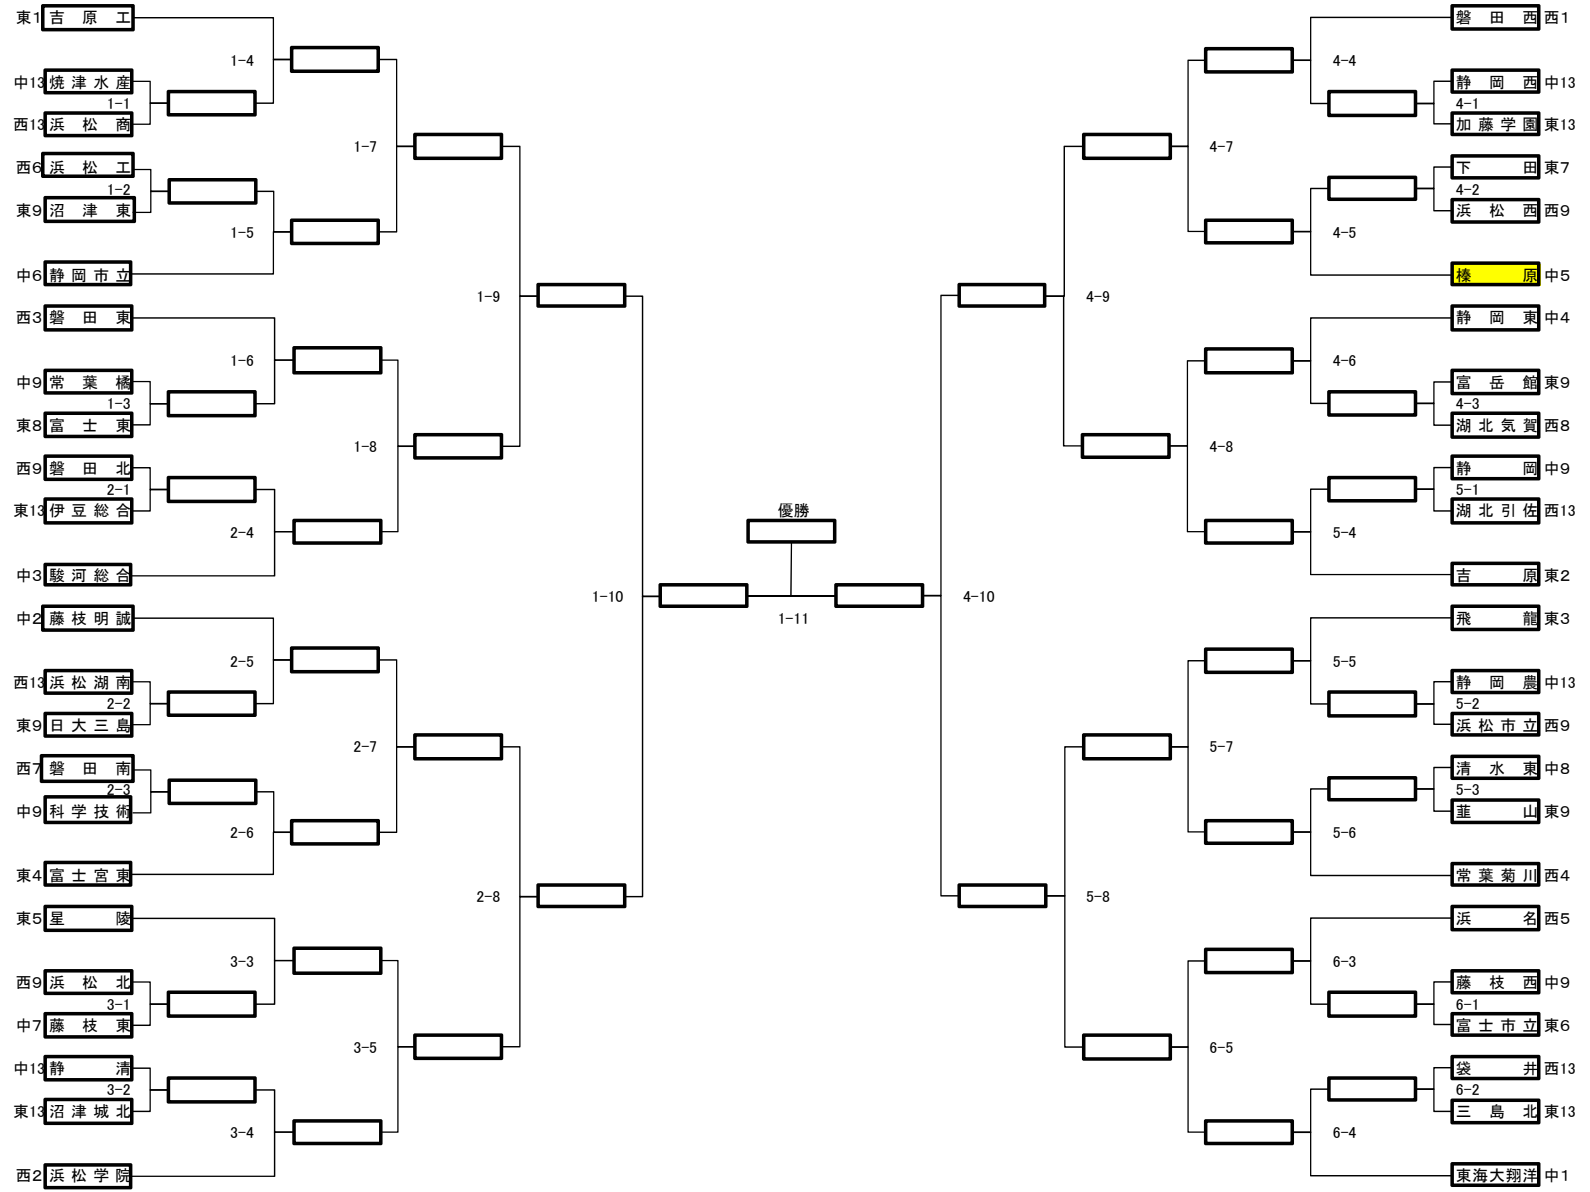 東1 吉原工
1-4
中13 焼津水産
1-1
西13 浜松商
1-7
西6 浜松工
1-2
東9 沼津東
1-5
中6 静岡市立
1-9
西3 磐田東
1-6
中9 常葉橘
1-3
東8 富士東
1-8
西9 磐田北
2-1
東13 伊豆総合
2-4
中3 駿河総合
1-10
中2 藤枝明誠
2-5
西13 浜松湖南
2-2
東9 日大三島
2-7
西7 磐田南
2-3
中9 科学技術
2-6
東4 富士宮東
2-8
東5 星陵
3-3
西9 浜松北
3-1
中7 藤枝東
3-5
中13 静清
3-2
東13 沼津城北
3-4
西2 浜松学院
優勝
1-11
磐田西 西1
4-4
静岡西 中13
4-1
加藤学園 東13
4-7
下田 東7
4-2
浜松西 西9
4-5
榛原 中5
4-9
静岡東 中4
4-6
富岳館 東9
4-3
湖北気賀 西8
4-8
静岡 中9
5-1
湖北引佐 西13
5-4
吉原 東2
4-10
飛龍 東3
5-5
静岡農 中13
5-2
浜松市立 西9
5-7
清水東 中8
5-3
韮山 東9
5-6
常葉菊川 西4
5-8
浜名 西5
6-3
藤枝西 中9
6-1
富士市立 東6
6-5
袋井 西13
6-2
三島北 東13
6-4
東海大翔洋 中1